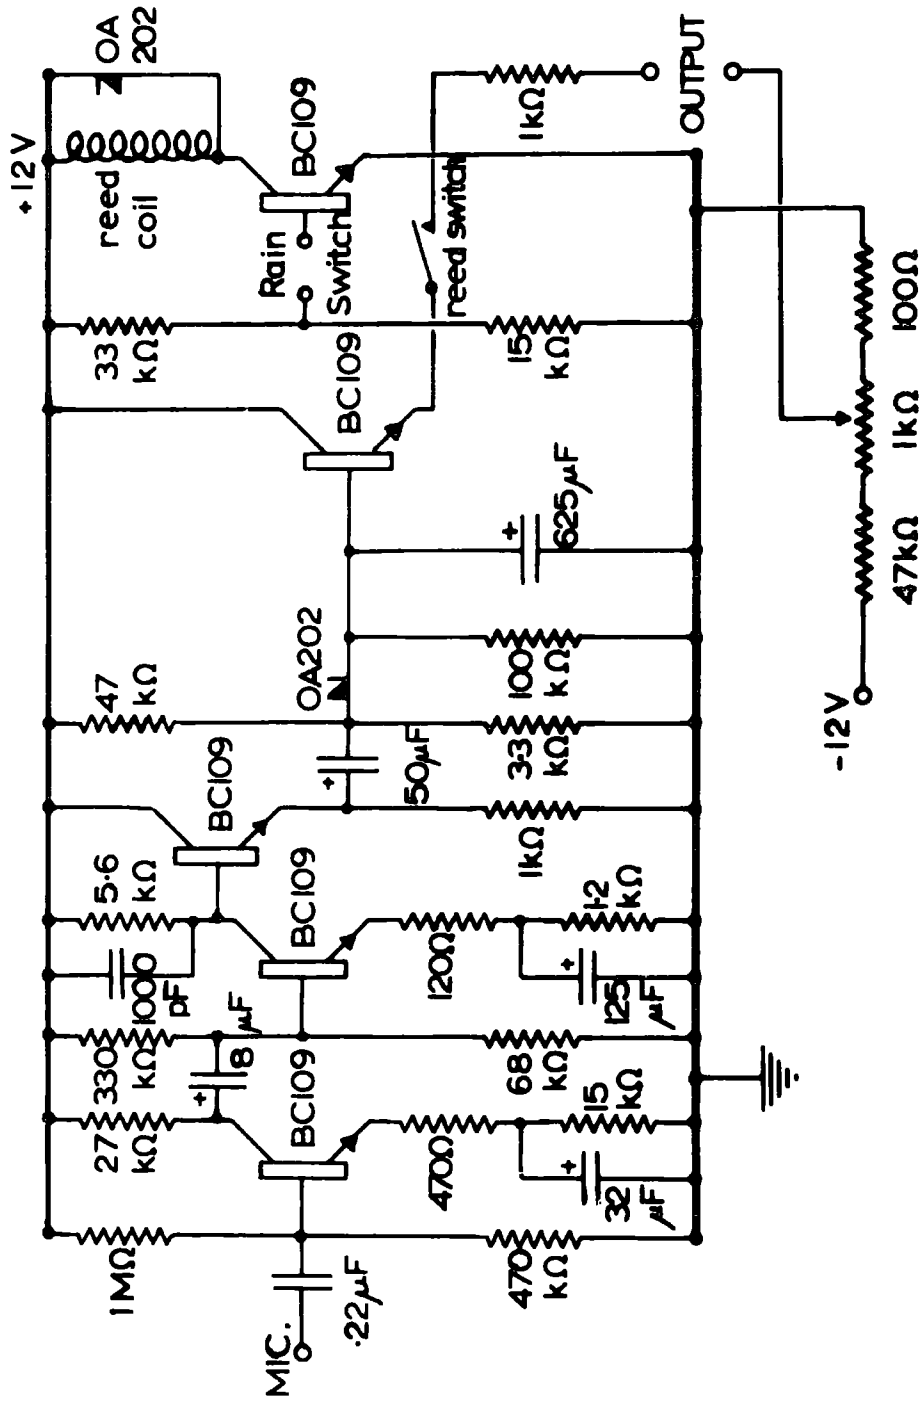 +12V
1MΩ
27
kΩ
330
kΩ
1000
pF
5·6
kΩ
47
kΩ
33
kΩ
reed
coil
OA
202
8
µF
BC109
BC109
BC109
OA202
BC109
Rain
Switch
BC109
MIC.
·22µF
50µF
reed switch
470
kΩ
470Ω
32
µF
15
kΩ
68
kΩ
120Ω
125
µF
1·2
kΩ
1kΩ
3·3
kΩ
100
kΩ
625µF
15
kΩ
1kΩ
OUTPUT
-12V
47kΩ
1kΩ
100Ω